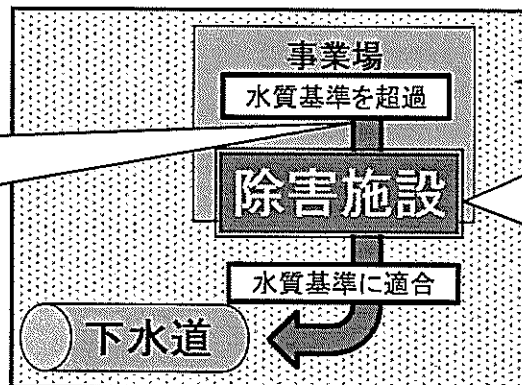 事業場
水質基準を超過
除害施設
水質基準に適合
下水道